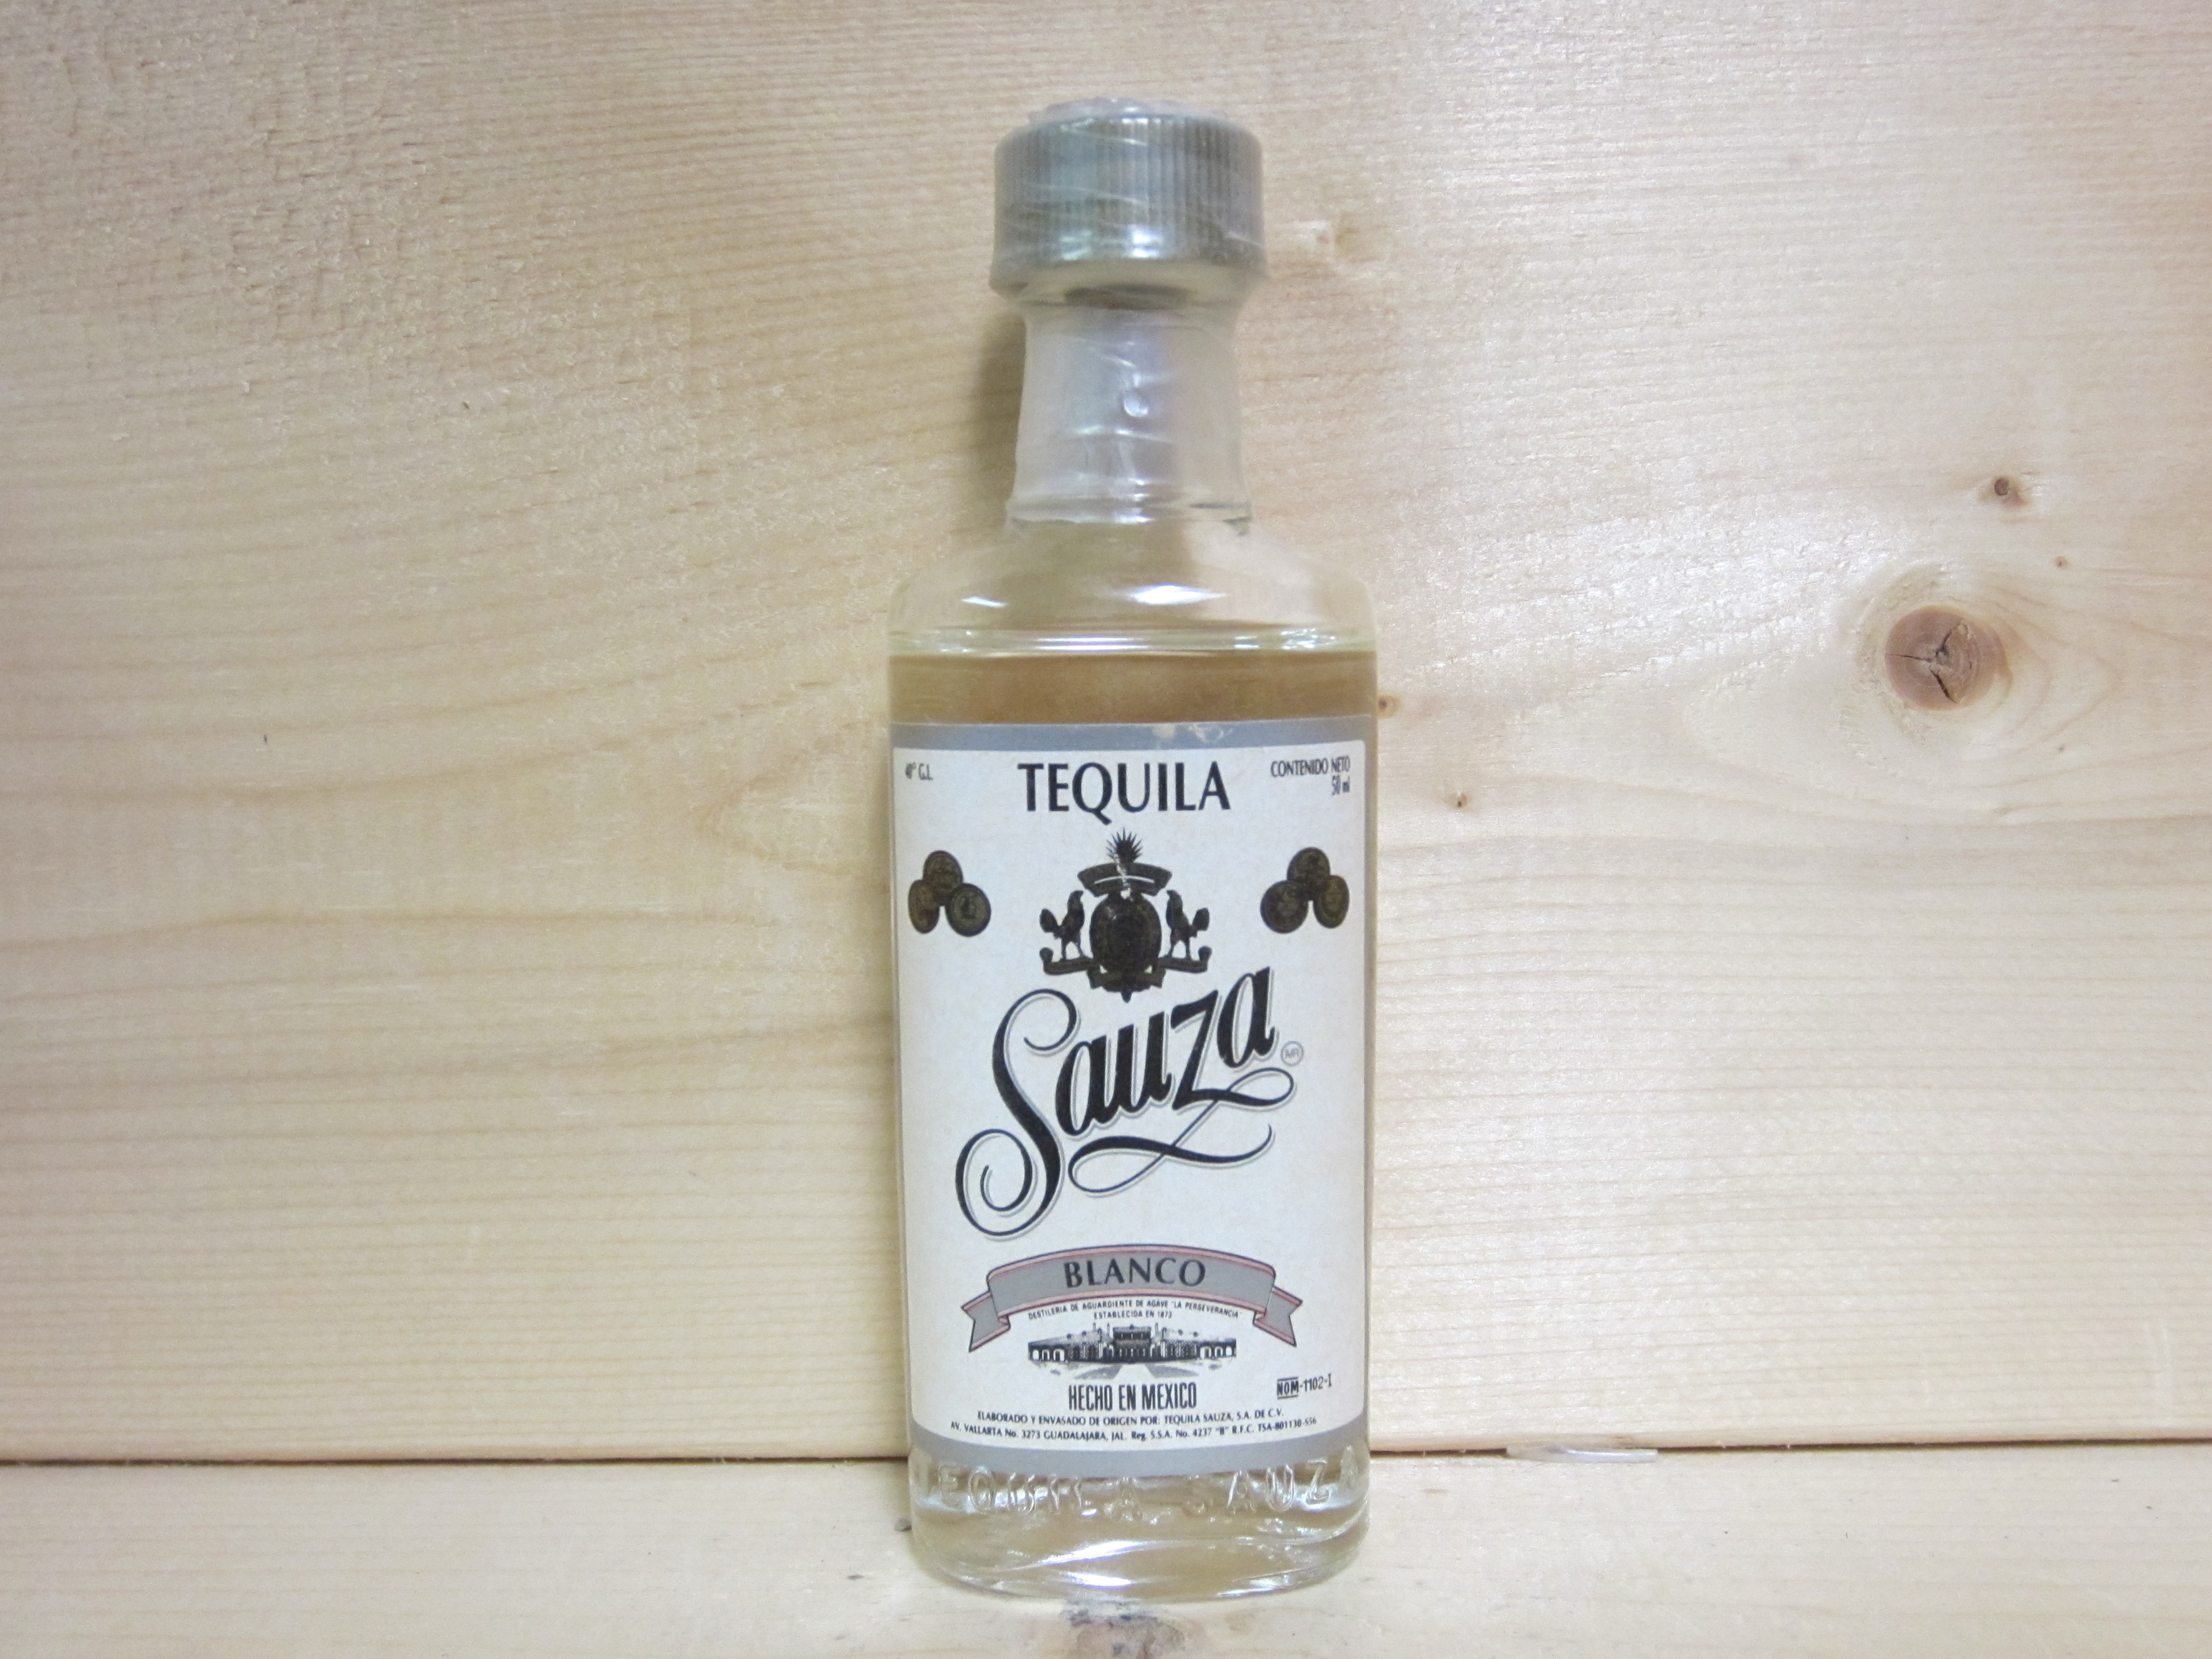 40° G.L.
TEQUILA
CONTENIDO NETO
50 ml
Sauza
MR
BLANCO
DESTILERIA DE AGUARDIENTE DE AGAVE "LA PERSEVERANCIA"
ESTABLECIDA EN 1873
HECHO EN MEXICO
NOM-1102-I
ELABORADO Y ENVASADO DE ORIGEN POR: TEQUILA SAUZA, S.A. DE C.V.
AV. VALLARTA No. 3273 GUADALAJARA, JAL. Reg. S.S.A. No. 4237 "B" R.F.C. TSA-801130-556
TEQUILA SAUZA